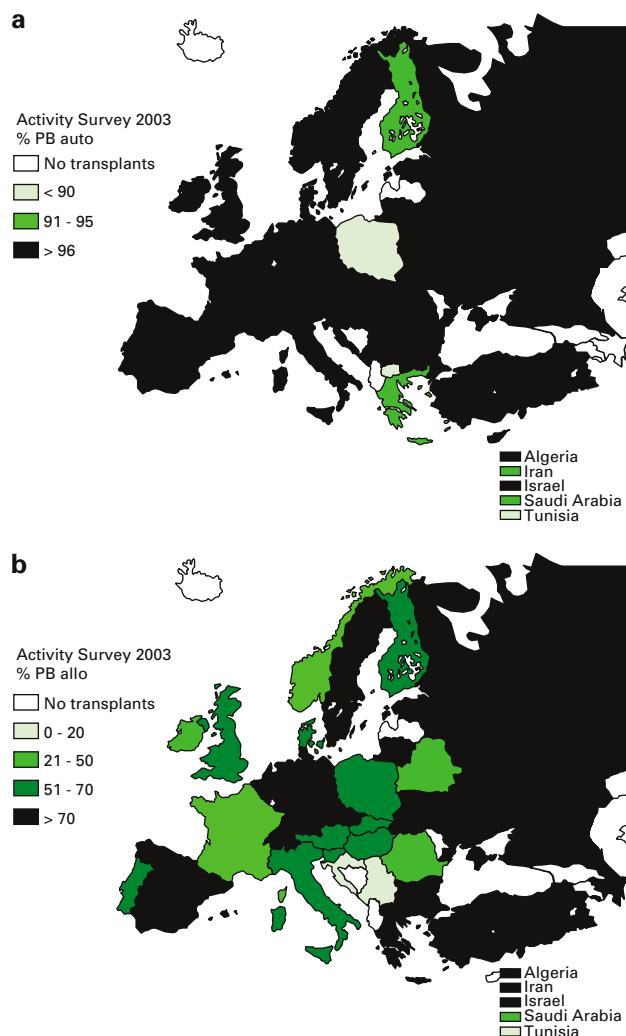 a
Activity Survey 2003
% PB auto
No transplants
< 90
91 - 95
> 96
Algeria
Iran
Israel
Saudi Arabia
Tunisia
b
Activity Survey 2003
% PB allo
No transplants
0 - 20
21 - 50
51 - 70
> 70
Algeria
Iran
Israel
Saudi Arabia
Tunisia